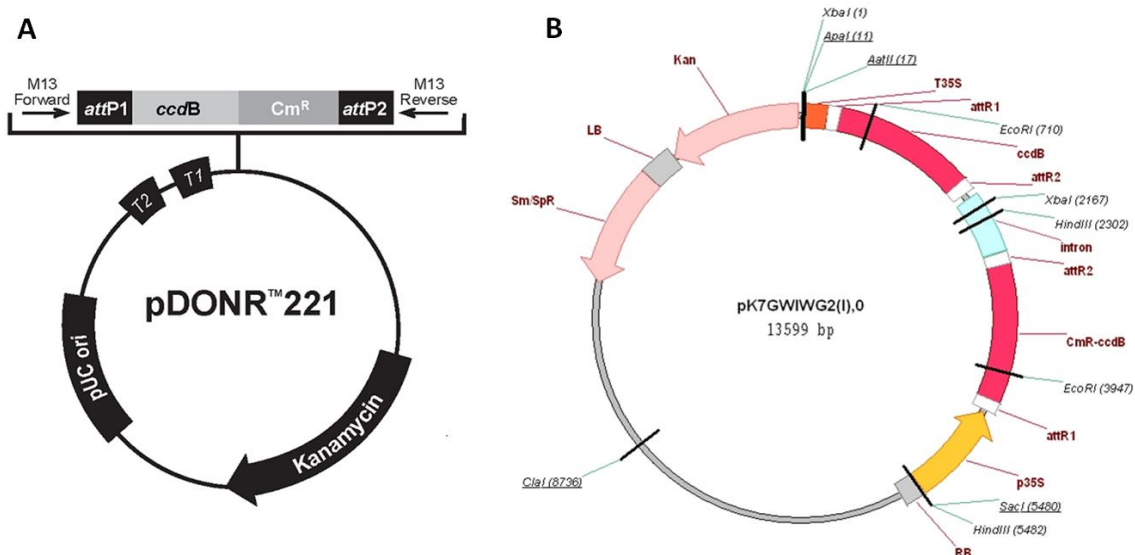 A
M13
Forward
attP1
ccdB
CmR
attP2
M13
Reverse
T2
T1
pDONR™221
pUC ori
Kanamycin
B
XbaI (1)
ApaI (11)
AatII (17)
Kan
T35S
attR1
EcoRI (710)
LB
ccdB
attR2
Sm/SpR
XbaI (2167)
HindIII (2302)
intron
attR2
pK7GWIWG2(I),0
13599 bp
CmR-ccdB
EcoRI (3947)
attR1
ClaI (8736)
p35S
SacI (5480)
HindIII (5482)
RB